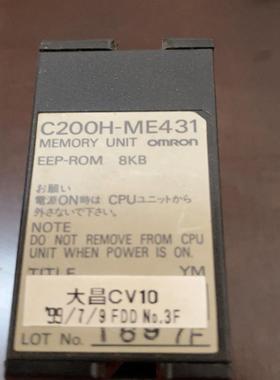 C200H-ME431
MEMORY UNIT OMRON
EEP-ROM 8KB
お願い
電源ON時は CPUユニットから
外さないで下さい。
NOTE
DO NOT REMOVE FROM CPU
UNIT WHEN POWER IS ON.
TITLE YM
大昌CV10
'99/7/9 FDD No.3F
LOT No.